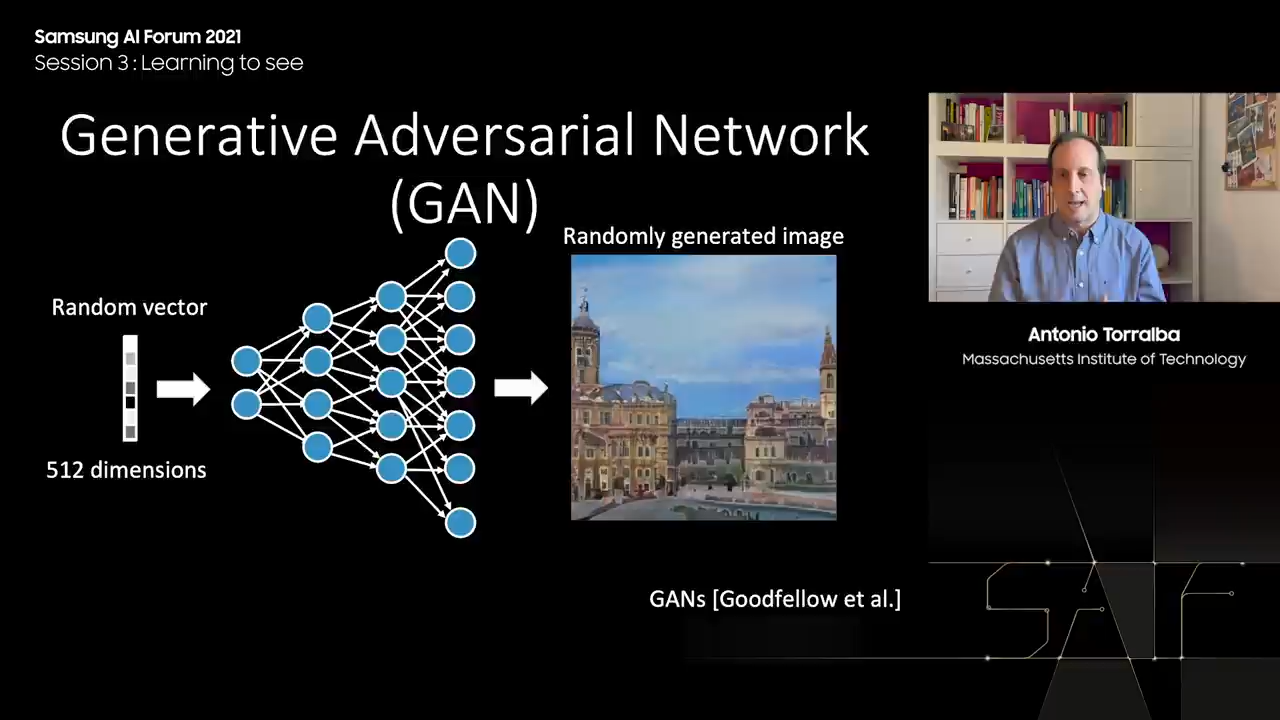 Samsung AI Forum 2021
Session 3 : Learning to see
Generative Adversarial Network
(GAN)
Randomly generated image
Random vector
512 dimensions
GANs [Goodfellow et al.]
Antonio Torralba
Massachusetts Institute of Technology
SAIF